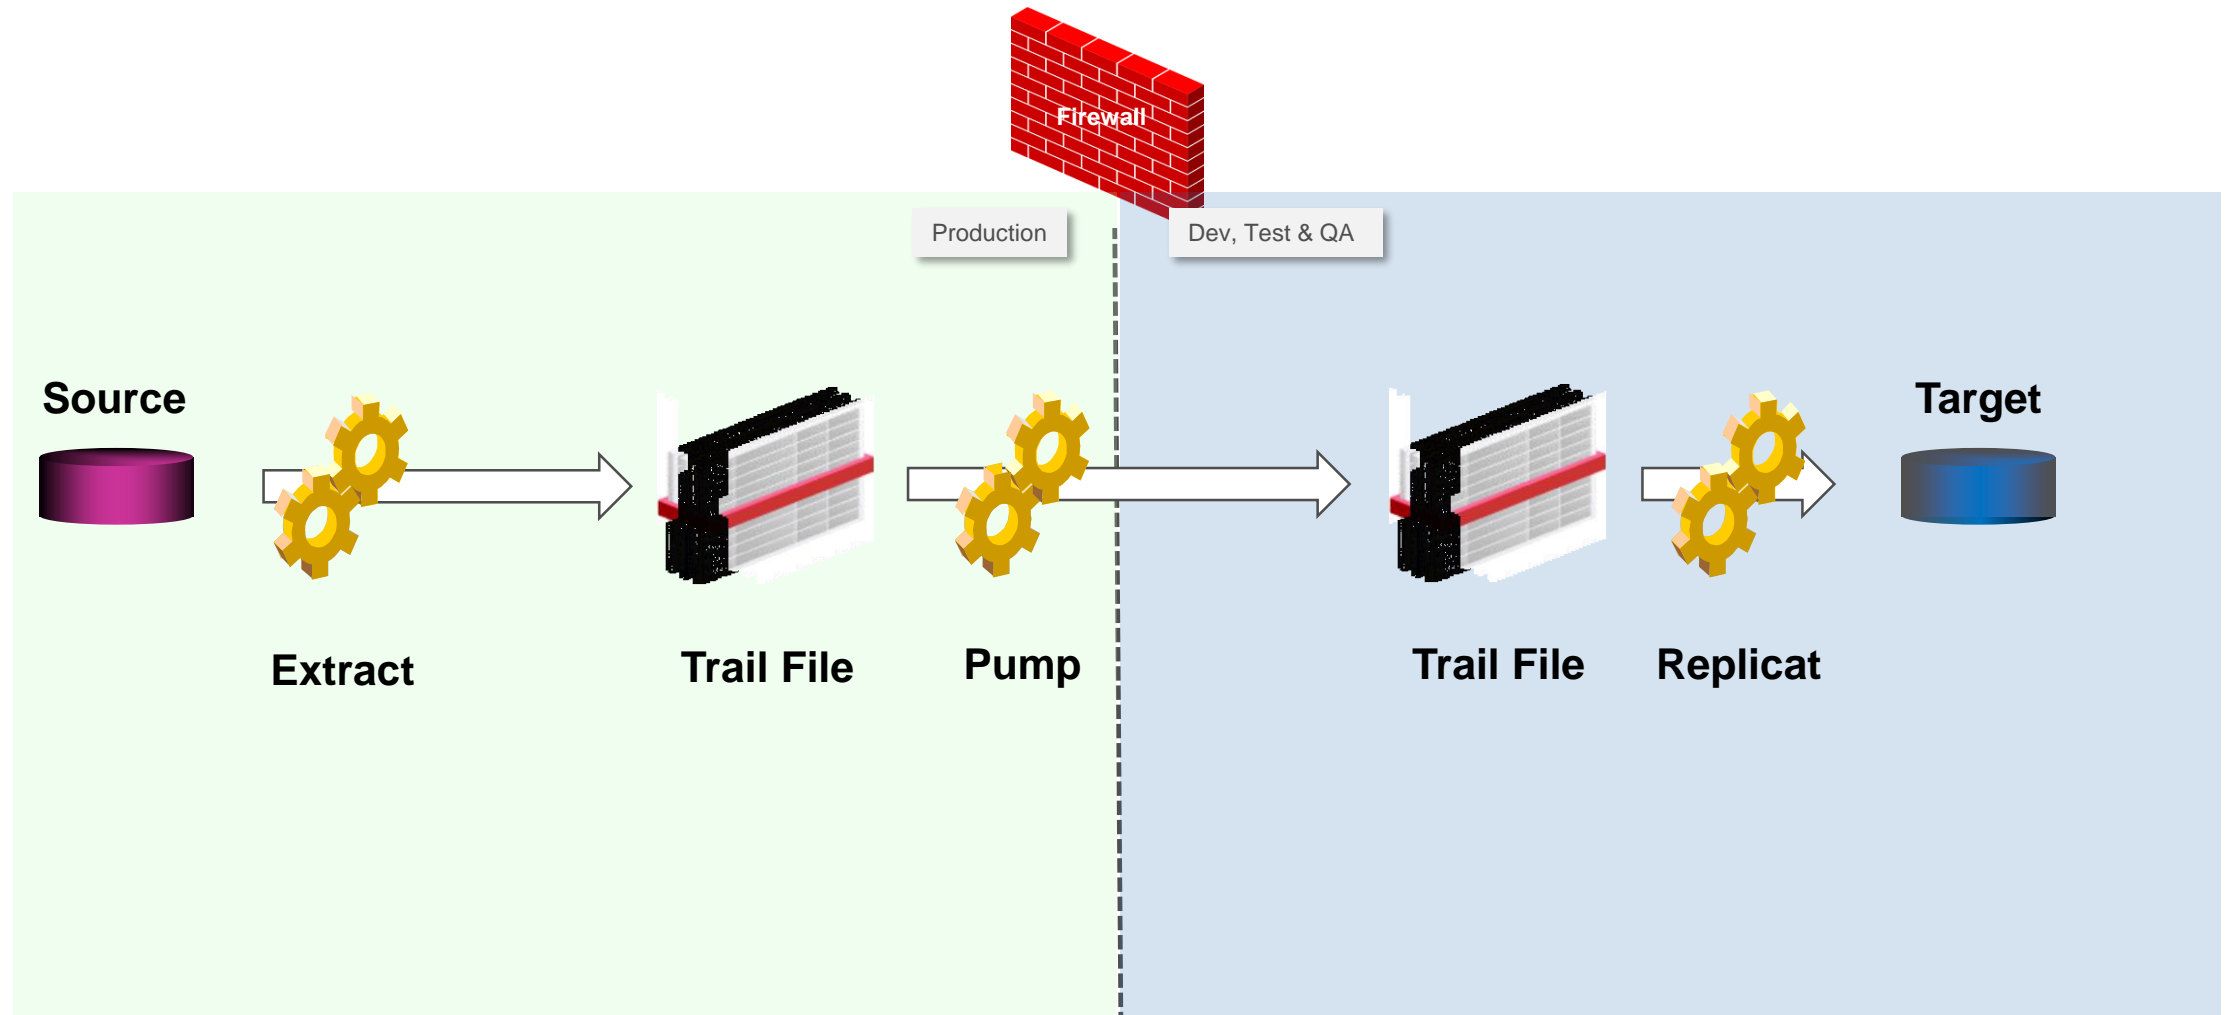 Firewall
Production
Dev, Test & QA
Source
Target
Extract
Trail File
Pump
Trail File
Replicat